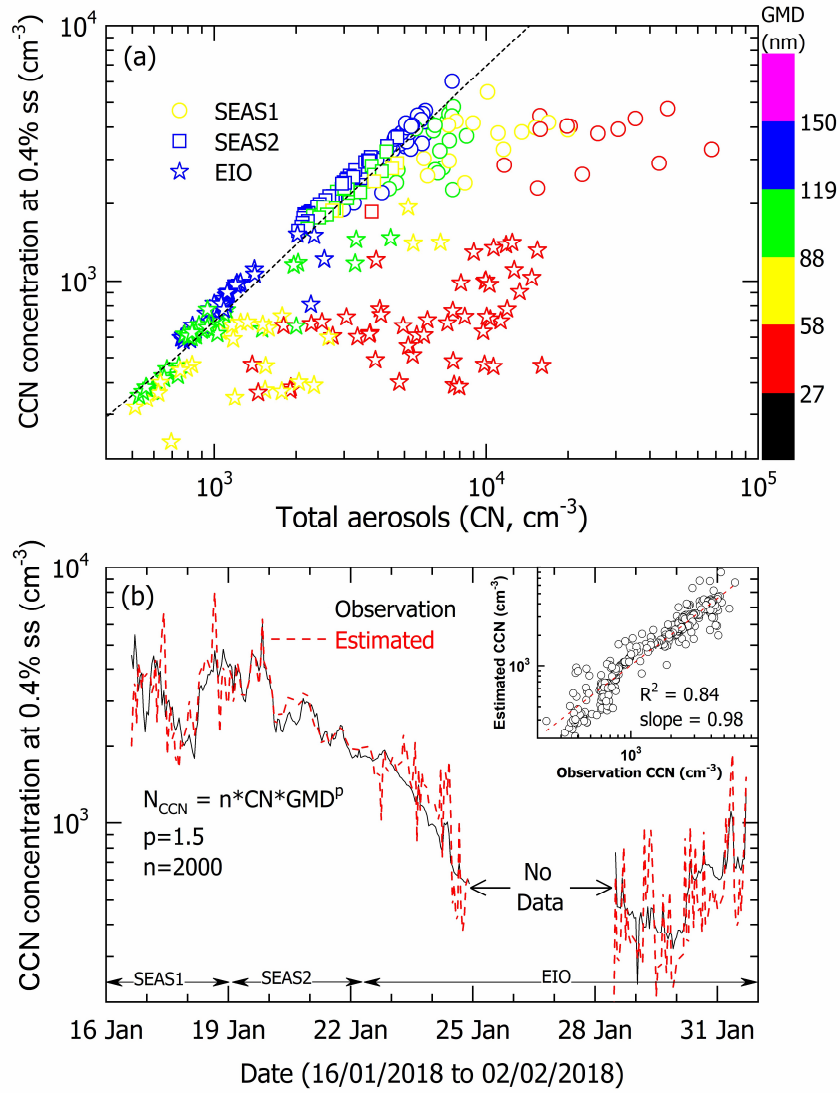 (a)
SEAS1
SEAS2
EIO
GMD
(nm)
150
119
88
58
27
CCN concentration at 0.4% ss (cm⁻³)
10⁴
10³
10³
10⁴
10⁵
Total aerosols (CN, cm⁻³)
(b)
Observation
Estimated
CCN concentration at 0.4% ss (cm⁻³)
10⁴
10³
N_CCN = n*CN*GMDᵖ
p=1.5
n=2000
No
Data
Estimated CCN (cm⁻³)
10³
R² = 0.84
slope = 0.98
10³
Observation CCN (cm⁻³)
SEAS1
SEAS2
EIO
16 Jan
19 Jan
22 Jan
25 Jan
28 Jan
31 Jan
Date (16/01/2018 to 02/02/2018)